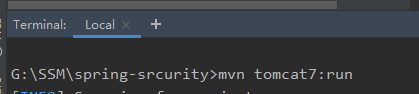 Terminal: Local × +
G:\SSM\spring-srcurity>mvn tomcat7:run